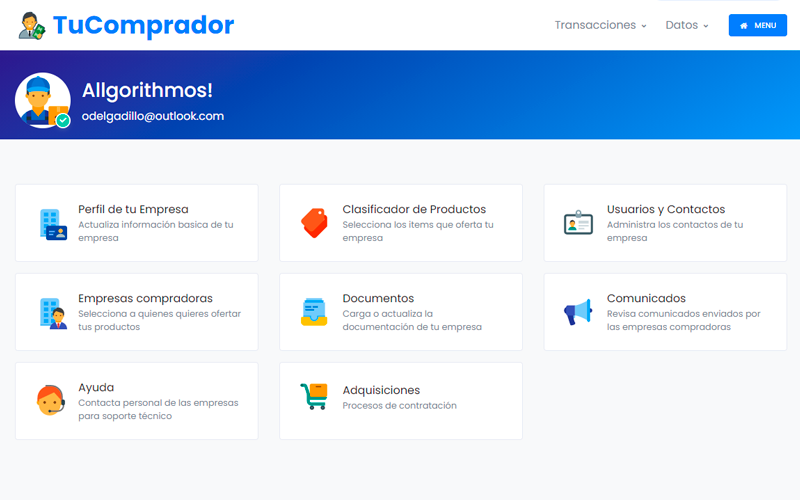 TuComprador
Transacciones
Datos
MENU
Allgorithmos!
odelgadillo@outlook.com
Perfil de tu Empresa
Actualiza información basica de tu
empresa
Clasificador de Productos
Selecciona los items que oferta tu
empresa
Usuarios y Contactos
Administra los contactos de tu
empresa
Empresas compradoras
Selecciona a quienes quieres ofertar
tus productos
Documentos
Carga o actualiza la
documentación de tu empresa
Comunicados
Revisa comunicados enviados por
las empresas compradoras
Ayuda
Contacta personal de las empresas
para soporte técnico
Adquisiciones
Procesos de contratación